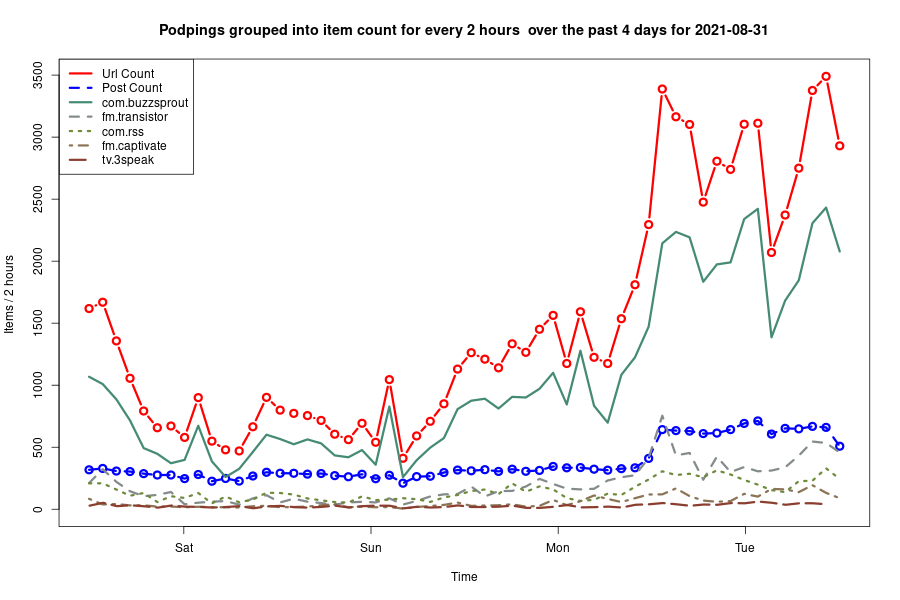 Podpings grouped into item count for every 2 hours  over the past 4 days for 2021-08-31
Url Count
Post Count
com.buzzsprout
fm.transistor
com.rss
fm.captivate
tv.3speak
3500
3000
2500
2000
1500
1000
500
0
Items / 2 hours
Sat
Sun
Mon
Tue
Time